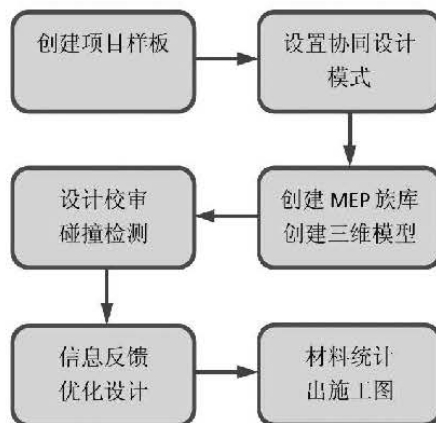 创建项目样板
设置协同设计
模式
创建 MEP 族库
创建三维模型
设计校审
碰撞检测
信息反馈
优化设计
材料统计
出施工图